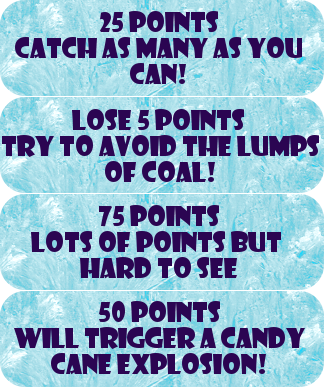 25 POINTS
CATCH AS MANY AS YOU
CAN!
LOSE 5 POINTS
TRY TO AVOID THE LUMPS
OF COAL!
75 POINTS
LOTS OF POINTS BUT
HARD TO SEE
50 POINTS
WILL TRIGGER A CANDY
CANE EXPLOSION!